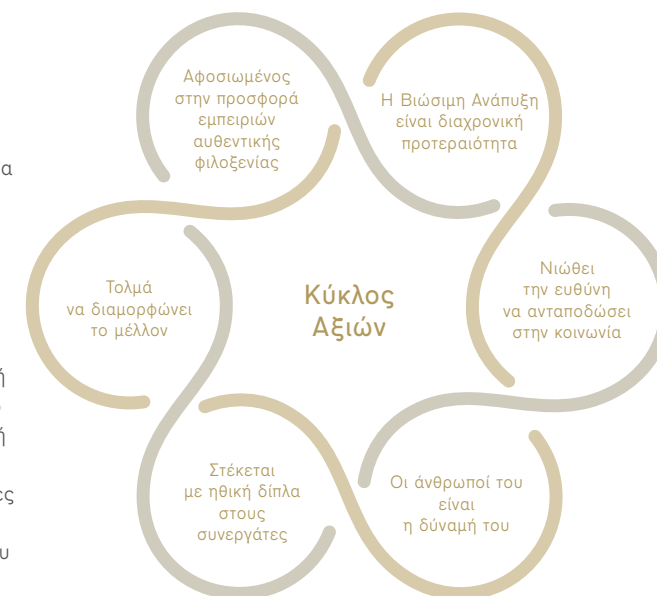 Αφοσιωμένος
στην προσφορά
εμπειριών
αυθεντικής
φιλοξενίας
Η Βιώσιμη Ανάπυξη
είναι διαχρονική
προτεραιότητα
Τολμά
να διαμορφώνει
το μέλλον
Κύκλος
Αξιών
Νιώθει
την ευθύνη
να ανταποδώσει
στην κοινωνία
Στέκεται
με ηθική δίπλα
στους
συνεργάτες
Οι άνθρωποί του
είναι
η δύναμή του